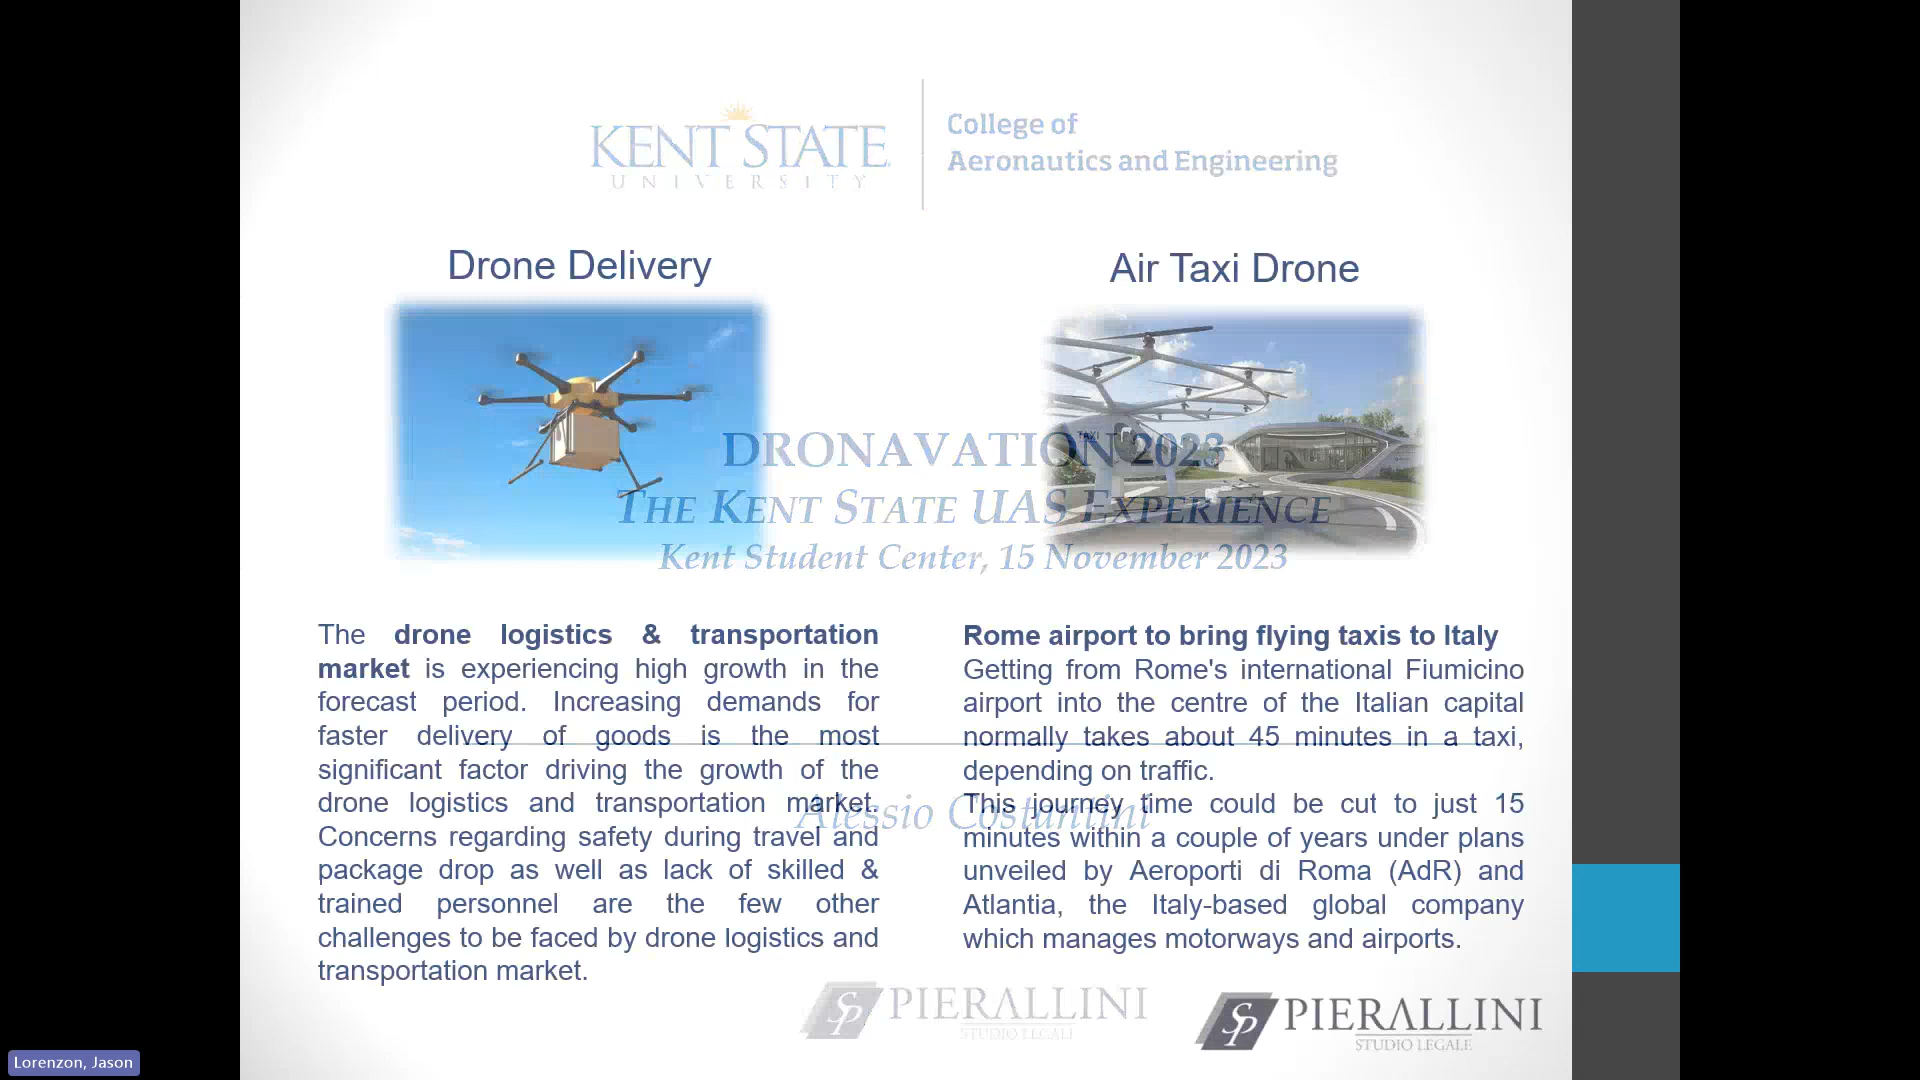 KENT STATE
UNIVERSITY
College of
Aeronautics and Engineering
Drone Delivery
Air Taxi Drone
TAXI
DRONAVATION 2023
THE KENT STATE UAS EXPERIENCE
Kent Student Center, 15 November 2023
The drone logistics & transportation
market is experiencing high growth in the
forecast period. Increasing demands for
faster delivery of goods is the most
significant factor driving the growth of the
drone logistics and transportation market.
Concerns regarding safety during travel and
package drop as well as lack of skilled &
trained personnel are the few other
challenges to be faced by drone logistics and
transportation market.
Rome airport to bring flying taxis to Italy
Getting from Rome's international Fiumicino
airport into the centre of the Italian capital
normally takes about 45 minutes in a taxi,
depending on traffic.
This journey time could be cut to just 15
minutes within a couple of years under plans
unveiled by Aeroporti di Roma (AdR) and
Atlantia, the Italy-based global company
which manages motorways and airports.
Alessio Costantini
SP PIERALLINI
STUDIO LEGALE
SP PIERALLINI
STUDIO LEGALE
Lorenzon, Jason